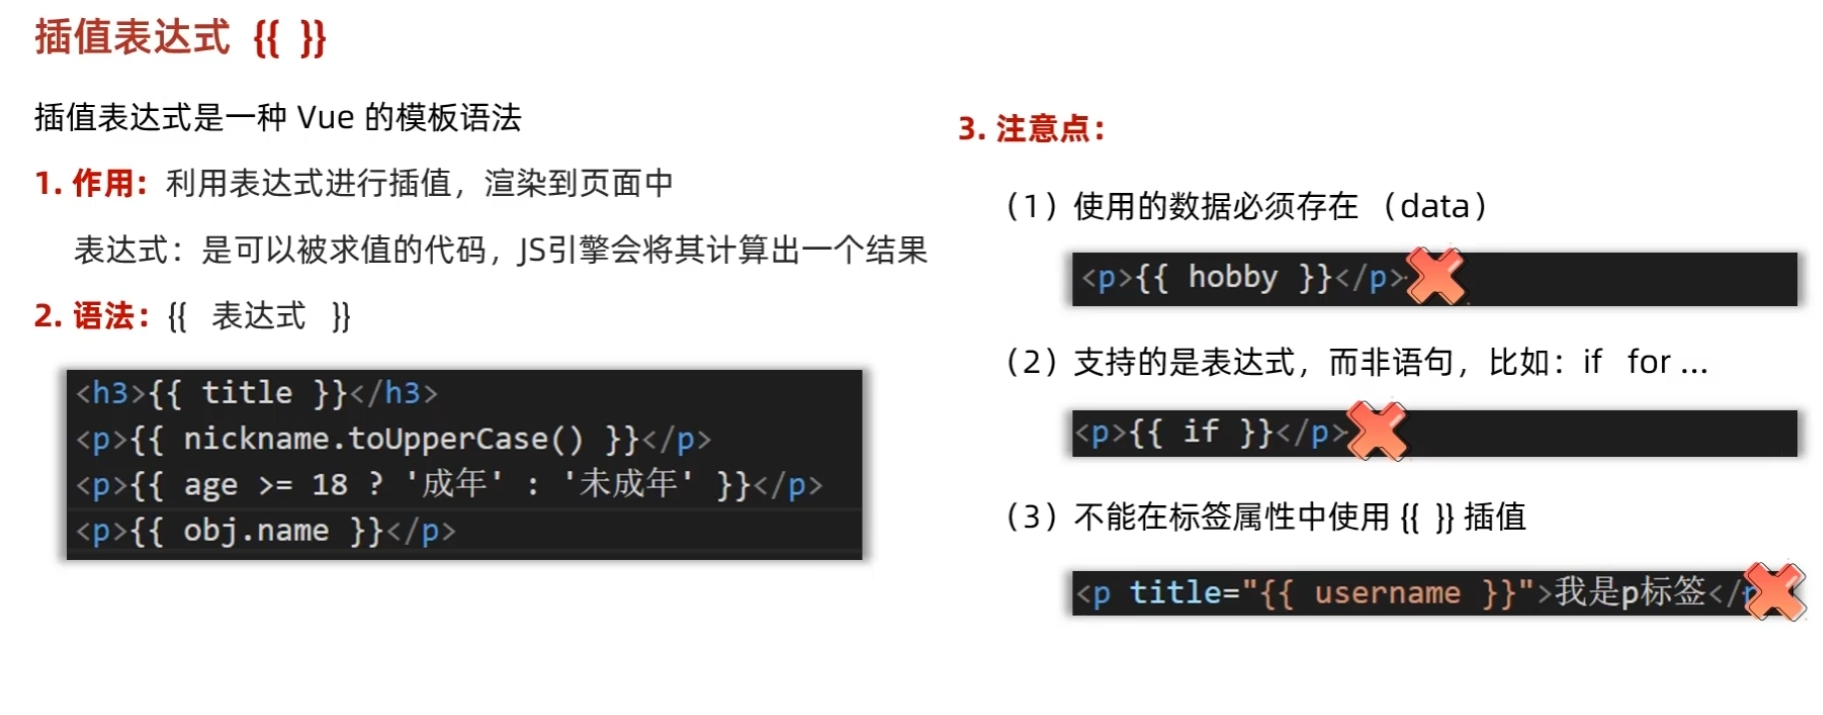 插值表达式 {{ }}
插值表达式是一种 Vue 的模板语法
1. 作用：利用表达式进行插值，渲染到页面中
表达式：是可以被求值的代码，JS引擎会将其计算出一个结果
2. 语法：{{ 表达式 }}
<h3>{{ title }}</h3>
<p>{{ nickname.toUpperCase() }}</p>
<p>{{ age >= 18 ? '成年' : '未成年' }}</p>
<p>{{ obj.name }}</p>
3. 注意点：
（1）使用的数据必须存在 （data）
<p>{{ hobby }}</p>
（2）支持的是表达式，而非语句，比如：if for ...
<p>{{ if }}</p>
（3）不能在标签属性中使用 {{ }} 插值
<p title="{{ username }}">我是p标签</p